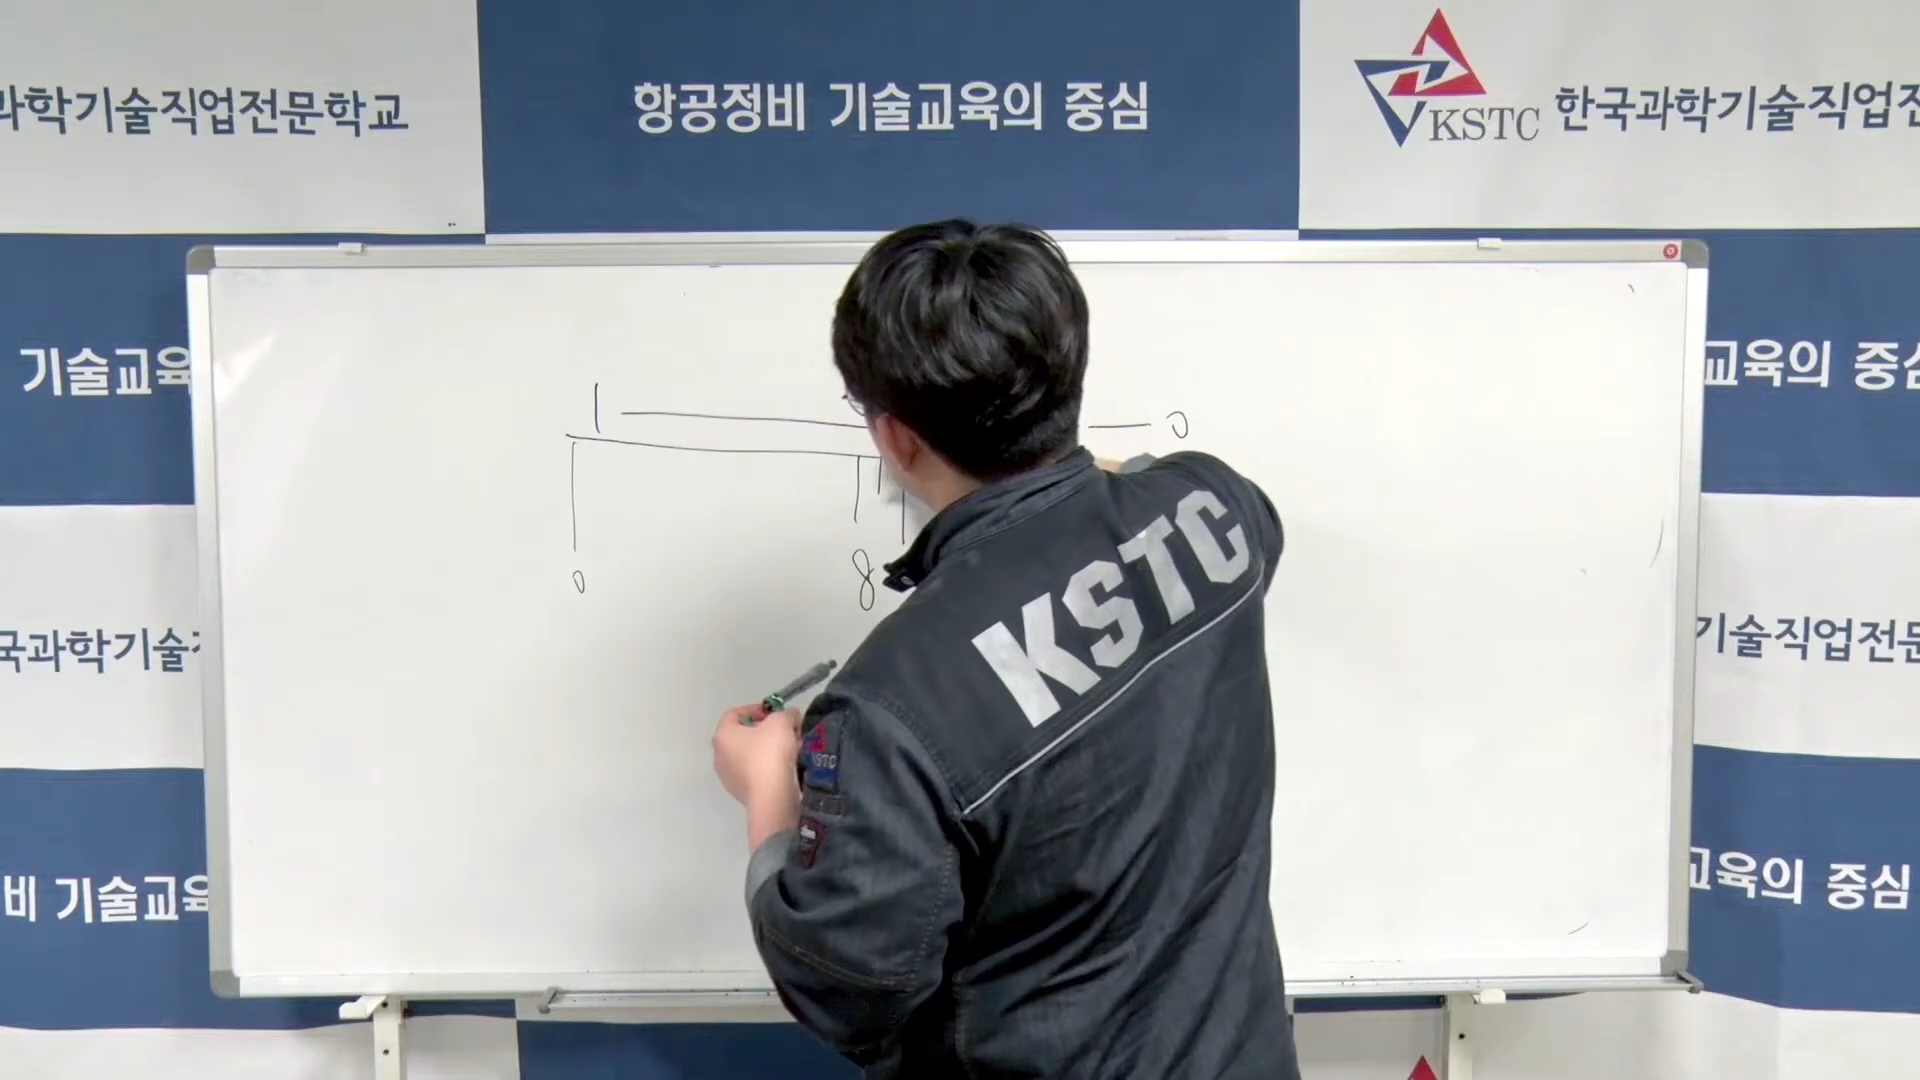 과학기술직업전문학교
항공정비 기술교육의 중심
KSTC 한국과학기술직업전
기술교육
교육의 중심
1
0
0
8
KSTC
국과학기술
기술직업전문
비 기술교육
교육의 중심